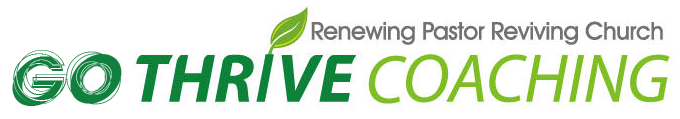 Renewing Pastor Reviving Church
GO THRIVE COACHING